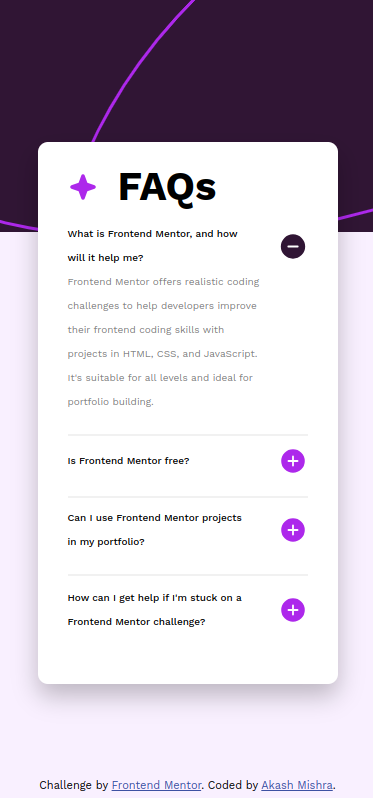 FAQs
What is Frontend Mentor, and how
will it help me?
Frontend Mentor offers realistic coding
challenges to help developers improve
their frontend coding skills with
projects in HTML, CSS, and JavaScript.
It's suitable for all levels and ideal for
portfolio building.
Is Frontend Mentor free?
Can I use Frontend Mentor projects
in my portfolio?
How can I get help if I'm stuck on a
Frontend Mentor challenge?
Challenge by Frontend Mentor. Coded by Akash Mishra.